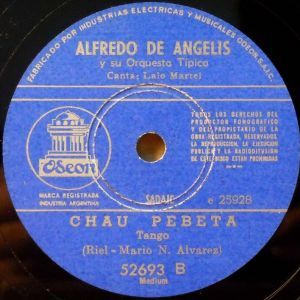 FABRICADO POR INDUSTRIAS ELECTRICAS Y MUSICALES ODEON S.A.I.C.
ALFREDO DE ANGELIS
y su Orquesta Típica
Canta: Lalo Martel
Odeon
TODOS LOS DERECHOS DEL
PRODUCTOR FONOGRAFICO
Y DEL PROPIETARIO DE LA
OBRA REGISTRADA, RESERVADOS.
LA REPRODUCCION, LA EJECUCION
PUBLICA Y LA RADIODIFUSION
DE ESTE DISCO ESTAN PROHIBIDAS
MARCA REGISTRADA
INDUSTRIA ARGENTINA
SADAIC
e 25928
CHAU PEBETA
Tango
(Riel - Mario N. Alvarez)
52693 B
Medium